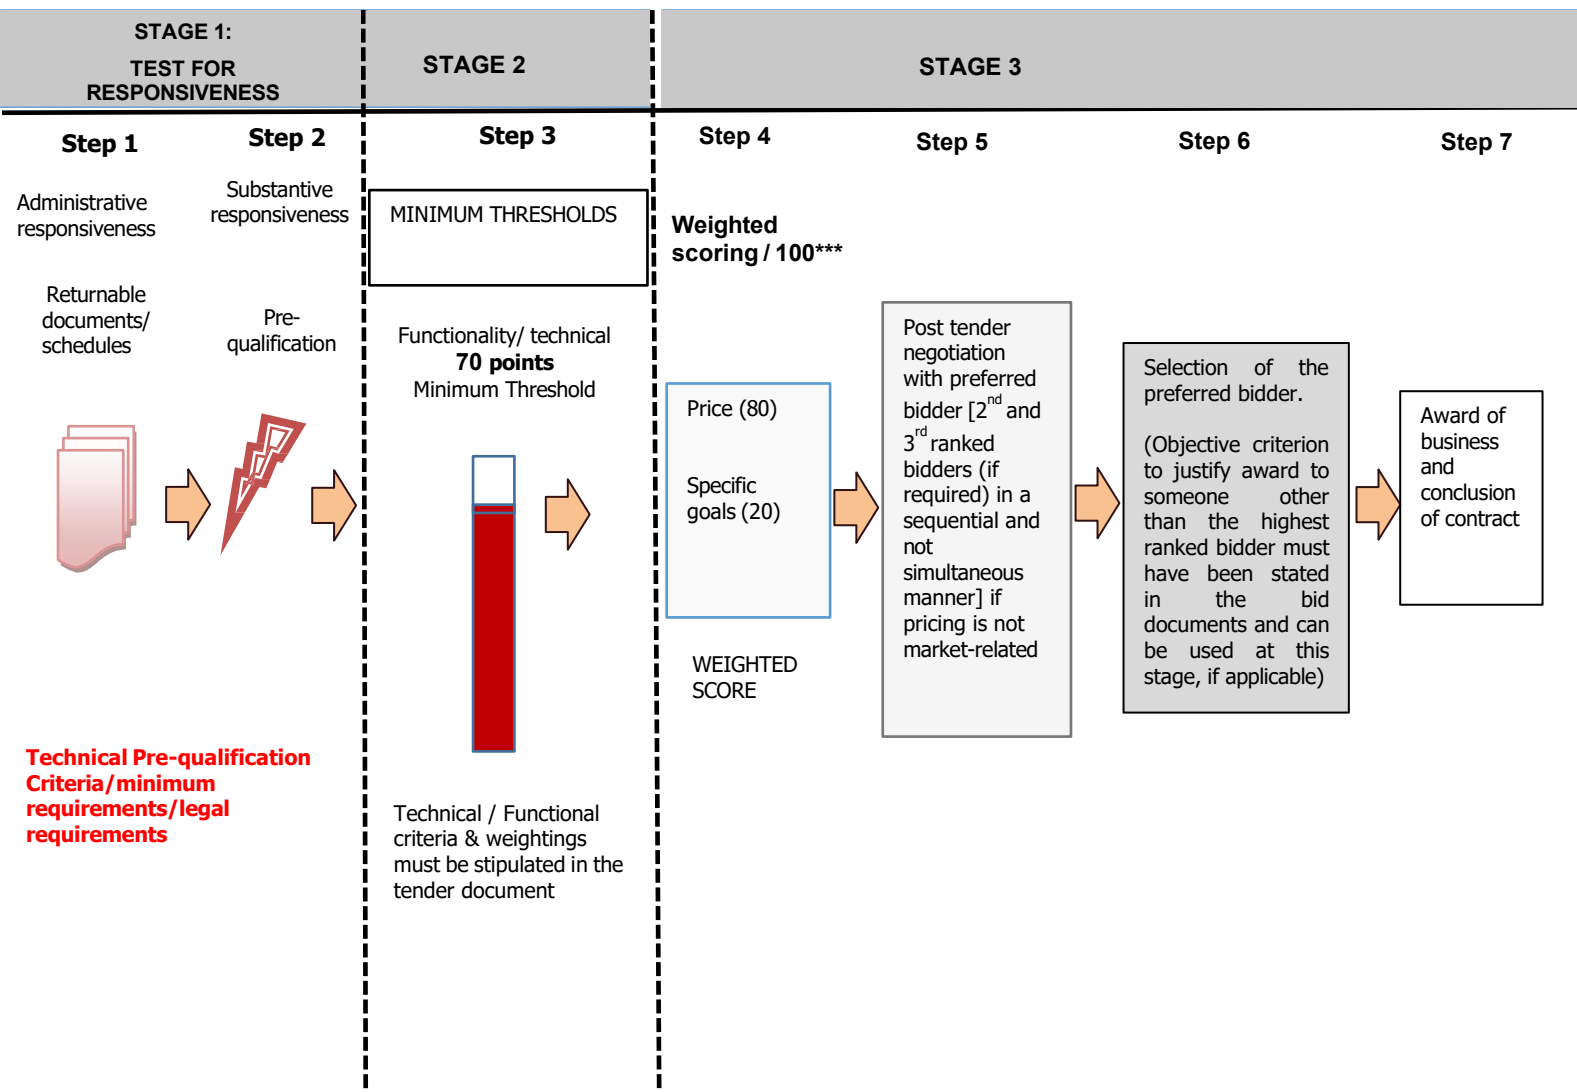 STAGE 1:
TEST FOR
RESPONSIVENESS
STAGE 2
STAGE 3
Step 1
Step 2
Step 3
Step 4
Step 5
Step 6
Step 7
Administrative
responsiveness
Returnable
documents/
schedules
Substantive
responsiveness
Pre-
qualification
Technical Pre-qualification
Criteria/minimum
requirements/legal
requirements
MINIMUM THRESHOLDS
Functionality/ technical
70 points
Minimum Threshold
Technical / Functional
criteria & weightings
must be stipulated in the
tender document
Weighted
scoring / 100***
Price (80)
Specific
goals (20)
WEIGHTED
SCORE
Post tender
negotiation
with preferred
bidder [2nd and
3rd ranked
bidders (if
required) in a
sequential and
not
simultaneous
manner] if
pricing is not
market-related
Selection of the
preferred bidder.
(Objective criterion
to justify award to
someone other
than the highest
ranked bidder must
have been stated
in the bid
documents and can
be used at this
stage, if applicable)
Award of
business
and
conclusion
of contract